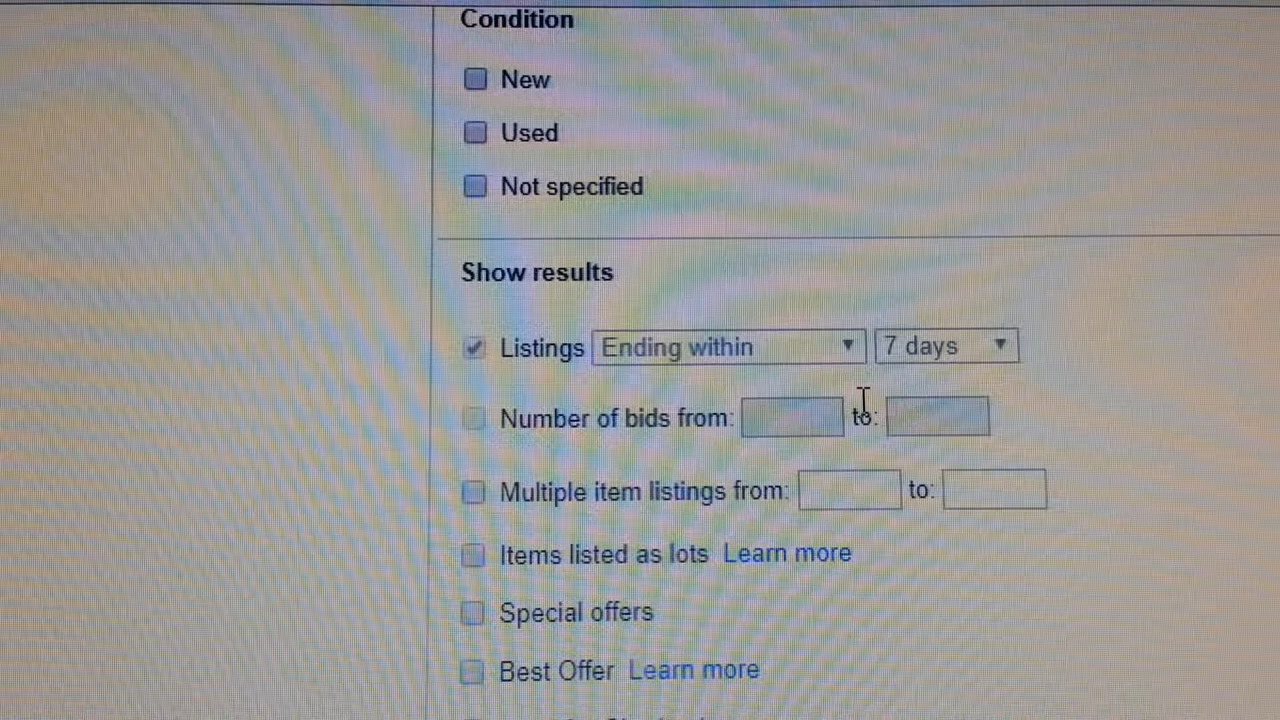 Condition
New
Used
Not specified
Show results
Listings Ending within 7 days
Number of bids from: to:
Multiple item listings from: to:
Items listed as lots Learn more
Special offers
Best Offer Learn more